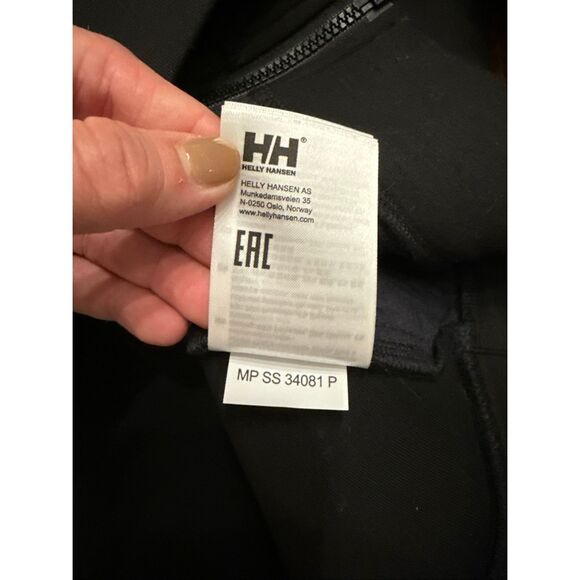 HH®
HELLY HANSEN
HELLY HANSEN AS
Munkedamsveien 35
N-0250 Oslo, Norway
www.hellyhansen.com
EAC
MP SS 34081 P